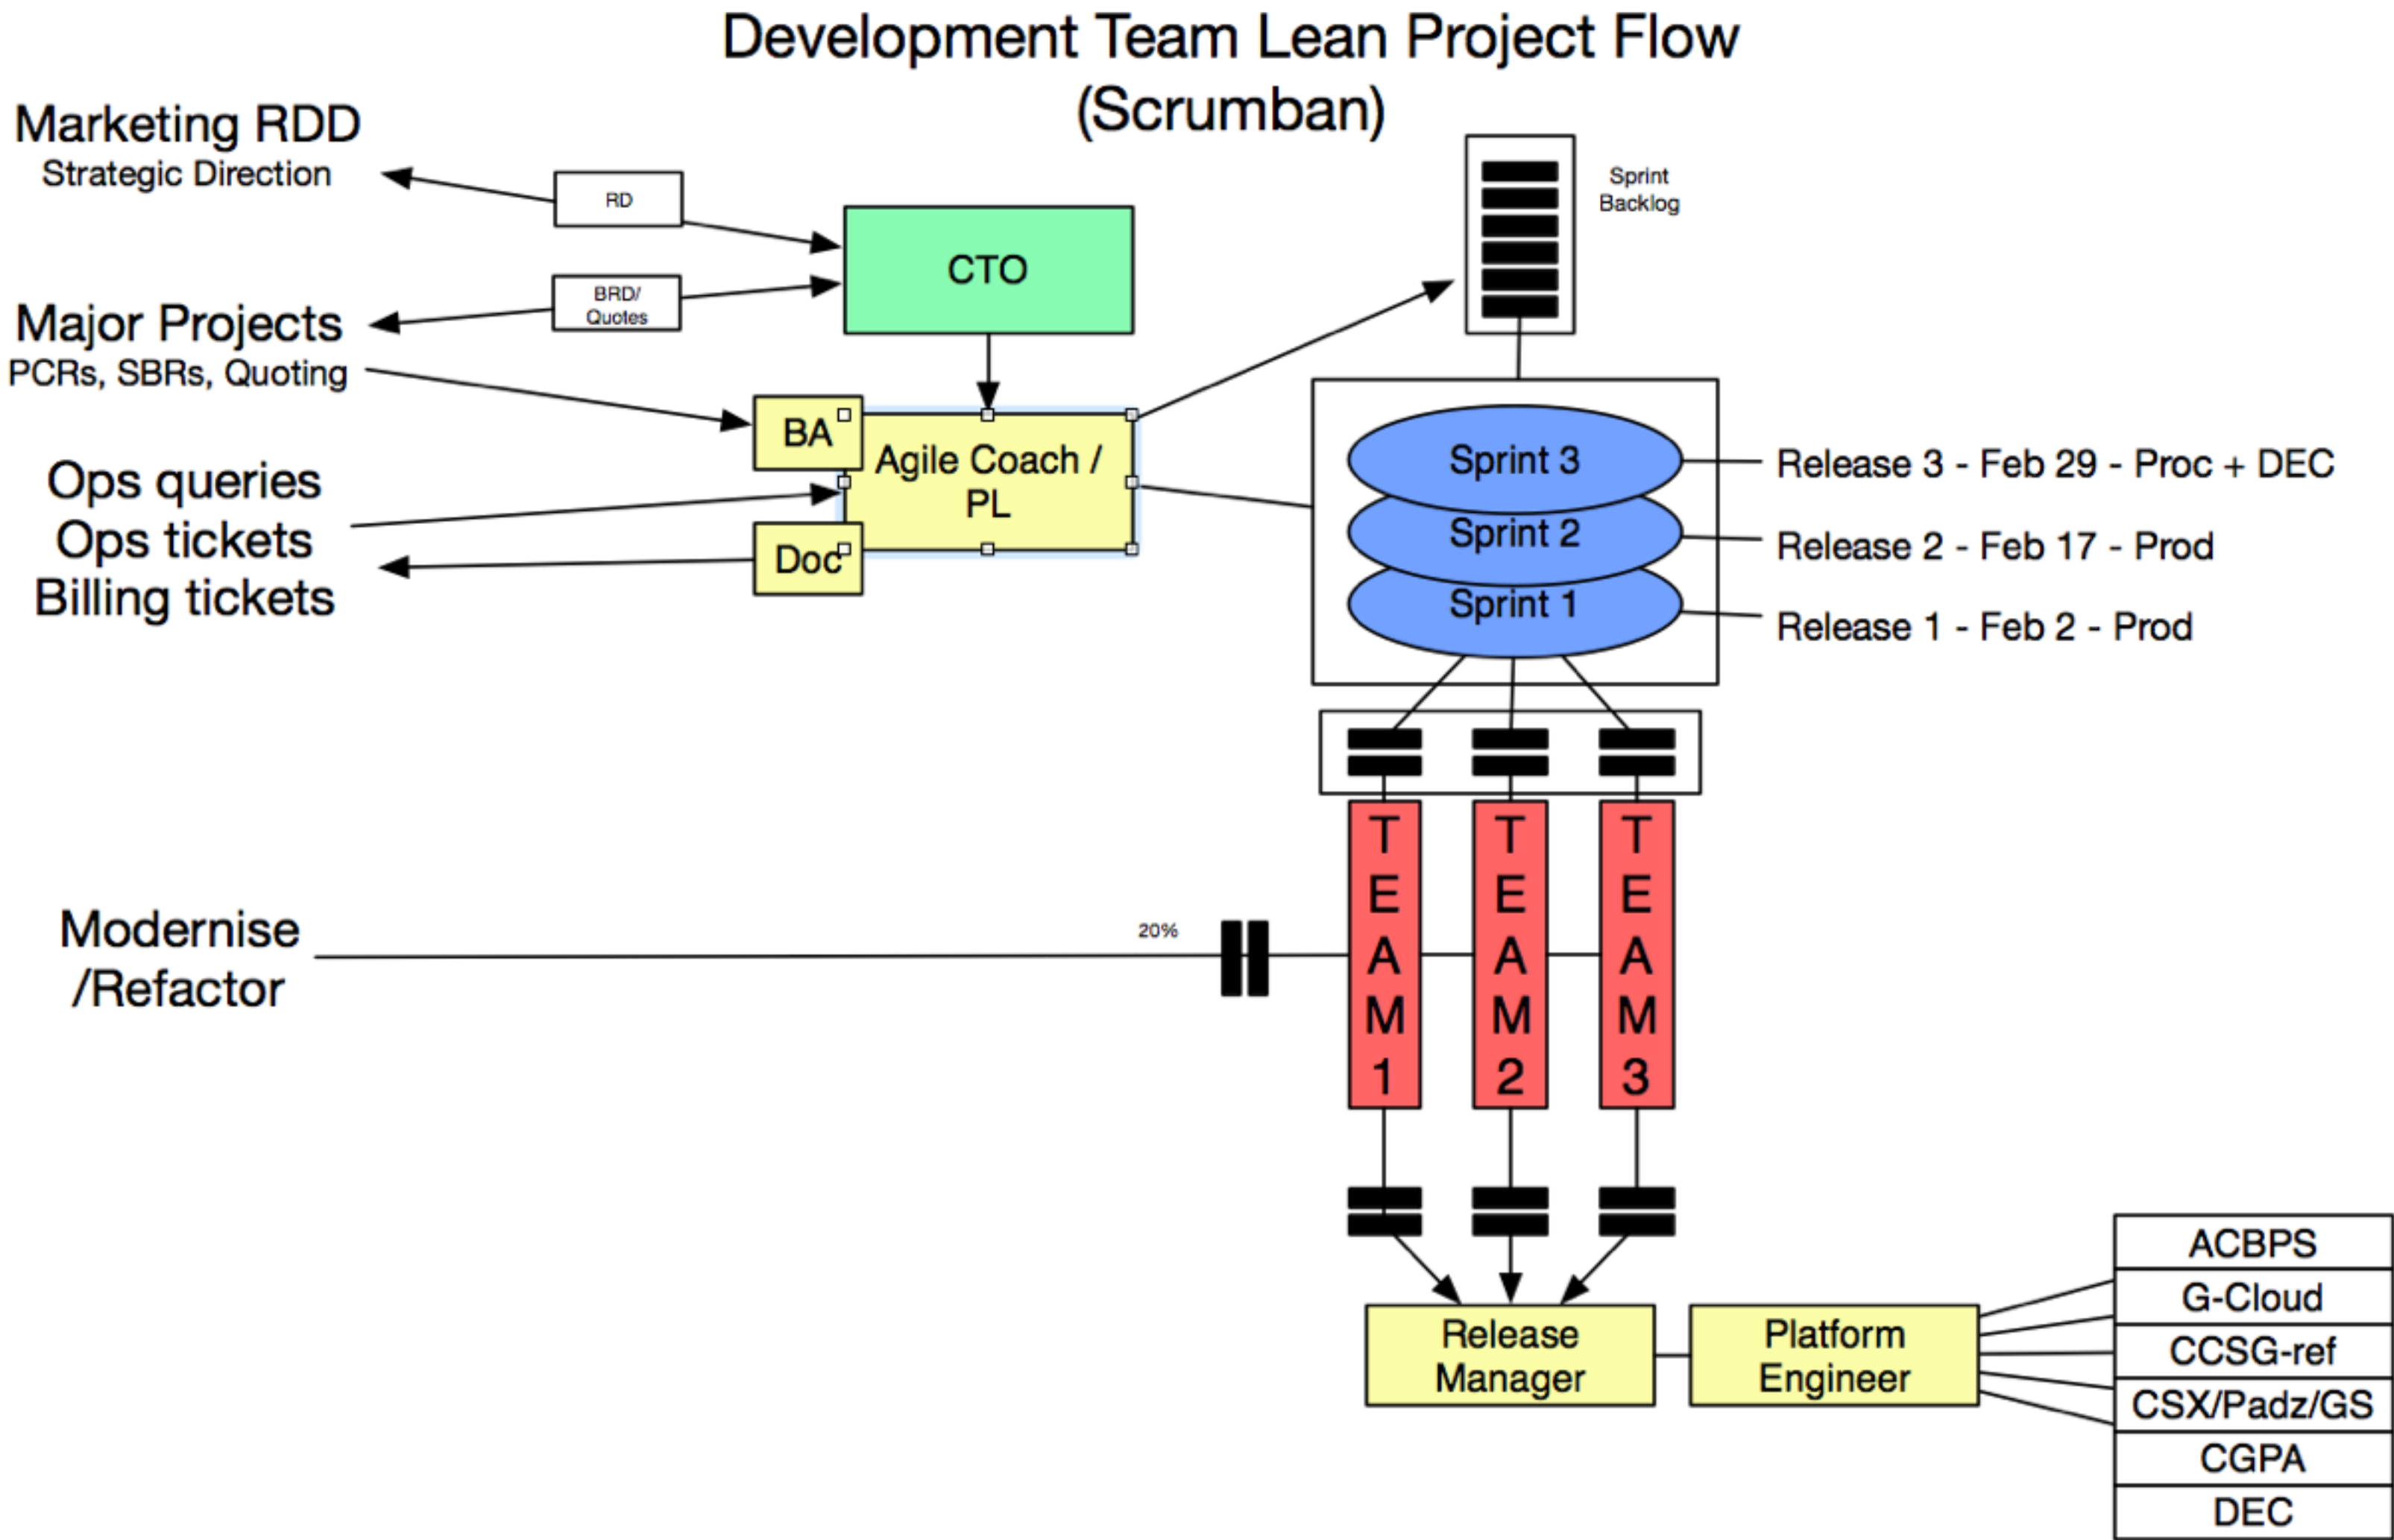 Development Team Lean Project Flow
(Scrumban)
Marketing RDD
Strategic Direction
RD
CTO
Sprint
Backlog
BRD/
Quotes
Major Projects
PCRs, SBRs, Quoting
BA
Agile Coach /
PL
Doc
Ops queries
Ops tickets
Billing tickets
Sprint 3
Sprint 2
Sprint 1
Release 3 - Feb 29 - Proc + DEC
Release 2 - Feb 17 - Prod
Release 1 - Feb 2 - Prod
Modernise
/Refactor
20%
TEAM1
TEAM2
TEAM3
Release
Manager
Platform
Engineer
ACBPS
G-Cloud
CCSG-ref
CSX/Padz/GS
CGPA
DEC